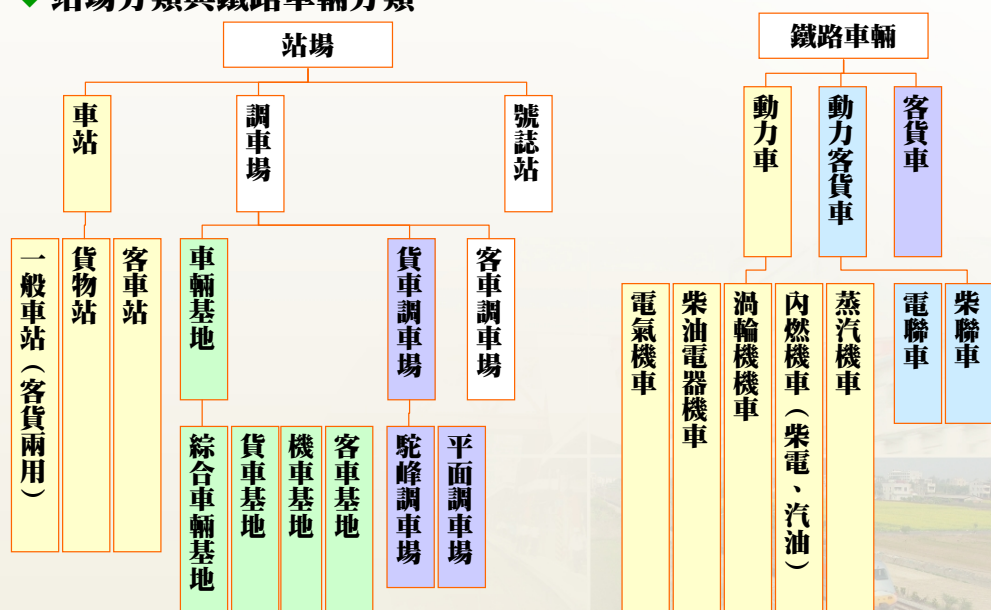 站場分類與鐵路車輛分類
站場
車站
調車場
號誌站
一般車站（客貨兩用）
貨物站
客車站
車輛基地
貨車調車場
客車調車場
綜合車輛基地
貨車基地
機車基地
客車基地
駝峰調車場
平面調車場
鐵路車輛
動力車
動力客貨車
客貨車
電氣機車
柴油電器機車
渦輪機機車
內燃機車（柴電、汽油）
蒸汽機車
電聯車
柴聯車